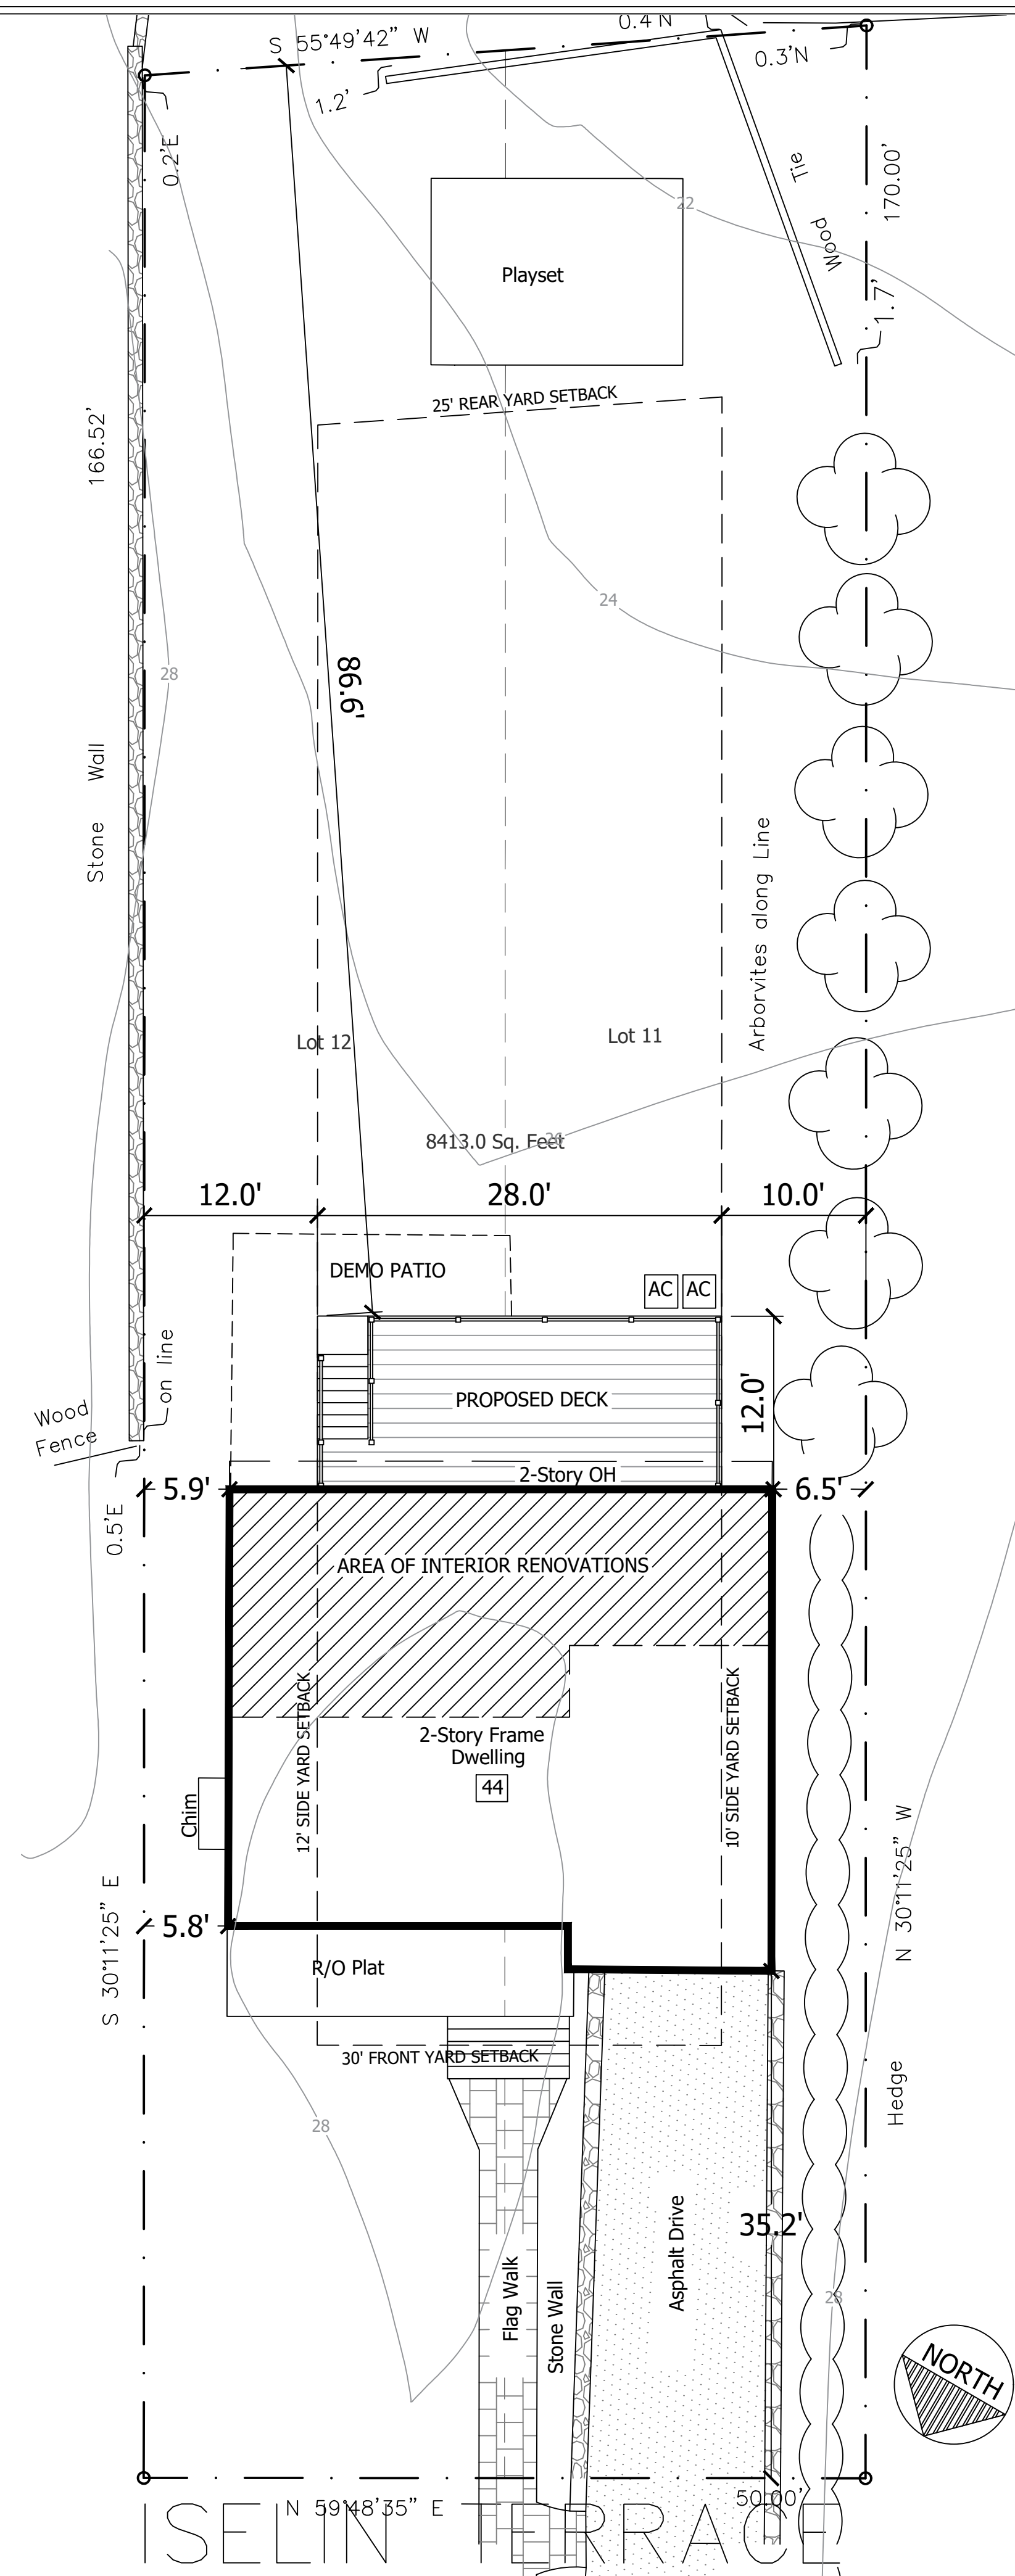 S 55°49'42” W
0.4 N
0.3'N
1.2'
0.2'E
170.00'
Wood Tie
22
Playset
1.7'
25' REAR YARD SETBACK
166.52'
24
28
86.6'
Stone Wall
Arborvites along Line
Lot 12
Lot 11
8413.0 Sq. Feet
26
12.0'
28.0'
10.0'
DEMO PATIO
AC
AC
on line
PROPOSED DECK
12.0'
Wood
Fence
2-Story OH
5.9'
6.5'
0.5'E
AREA OF INTERIOR RENOVATIONS
12' SIDE YARD SETBACK
10' SIDE YARD SETBACK
2-Story Frame
Dwelling
44
Chim
S 30°11'25” E
N 30°11'25” W
5.8'
R/O Plat
30' FRONT YARD SETBACK
28
Hedge
Flag Walk
Stone Wall
Asphalt Drive
35.2'
28
NORTH
50.00'
N 59°48'35” E
ISELIN TERRACE